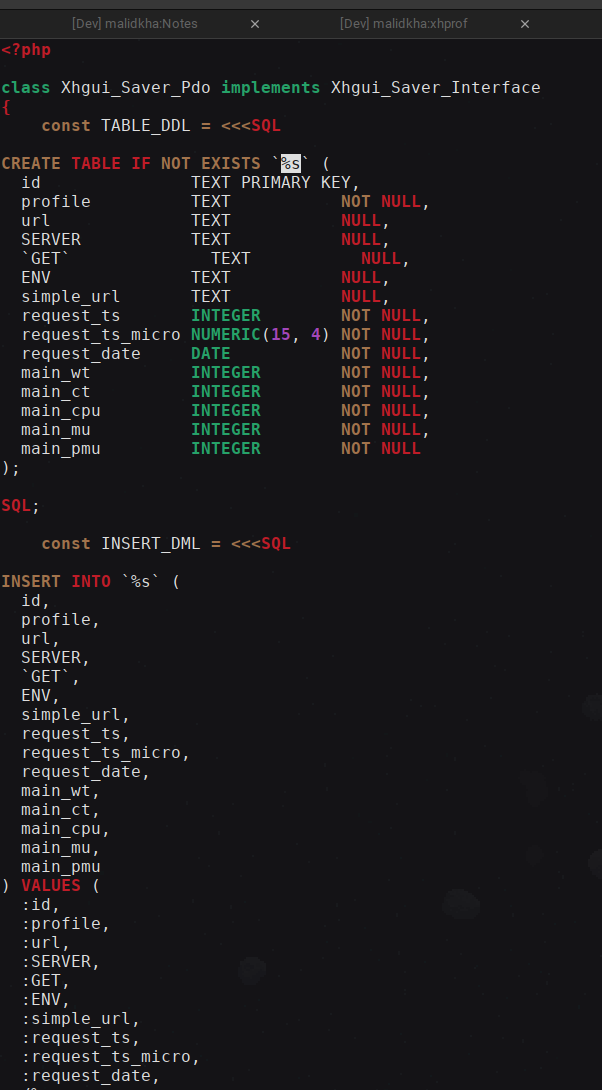 [Dev] malidkha:Notes × [Dev] malidkha:xhprof ×
<?php
class Xhgui_Saver_Pdo implements Xhgui_Saver_Interface
{
    const TABLE_DDL = <<<SQL
CREATE TABLE IF NOT EXISTS `%s` (
  id               TEXT PRIMARY KEY,
  profile          TEXT           NOT NULL,
  url              TEXT           NULL,
  SERVER           TEXT           NULL,
  `GET`              TEXT           NULL,
  ENV              TEXT           NULL,
  simple_url       TEXT           NULL,
  request_ts       INTEGER        NOT NULL,
  request_ts_micro NUMERIC(15, 4) NOT NULL,
  request_date     DATE           NOT NULL,
  main_wt          INTEGER        NOT NULL,
  main_ct          INTEGER        NOT NULL,
  main_cpu         INTEGER        NOT NULL,
  main_mu          INTEGER        NOT NULL,
  main_pmu         INTEGER        NOT NULL
);
SQL;
    const INSERT_DML = <<<SQL
INSERT INTO `%s` (
  id,
  profile,
  url,
  SERVER,
  `GET`,
  ENV,
  simple_url,
  request_ts,
  request_ts_micro,
  request_date,
  main_wt,
  main_ct,
  main_cpu,
  main_mu,
  main_pmu
) VALUES (
  :id,
  :profile,
  :url,
  :SERVER,
  :GET,
  :ENV,
  :simple_url,
  :request_ts,
  :request_ts_micro,
  :request_date,